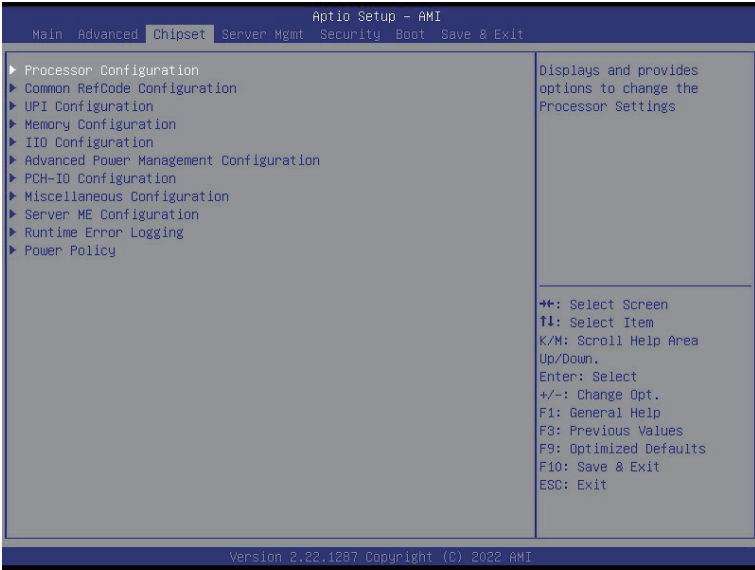 Aptio Setup – AMI
Main Advanced Chipset Server Mgmt Security Boot Save & Exit
▶ Processor Configuration
▶ Common RefCode Configuration
▶ UPI Configuration
▶ Memory Configuration
▶ IIO Configuration
▶ Advanced Power Management Configuration
▶ PCH-IO Configuration
▶ Miscellaneous Configuration
▶ Server ME Configuration
▶ Runtime Error Logging
▶ Power Policy
Displays and provides
options to change the
Processor Settings
→←: Select Screen
↑↓: Select Item
K/M: Scroll Help Area
Up/Down.
Enter: Select
+/-: Change Opt.
F1: General Help
F3: Previous Values
F9: Optimized Defaults
F10: Save & Exit
ESC: Exit
Version 2.22.1287 Copyright (C) 2022 AMI